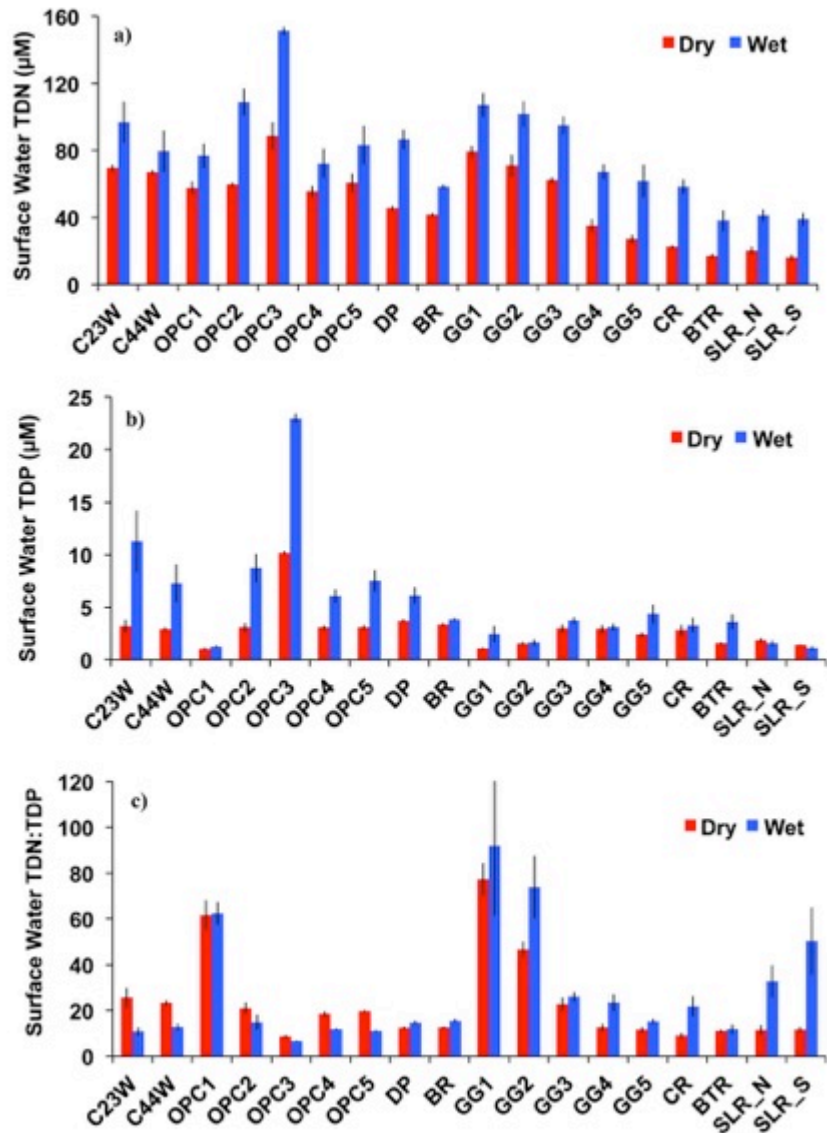 a)
Dry Wet
Surface Water TDN (µM)
160
120
80
40
0
C23W C44W OPC1 OPC2 OPC3 OPC4 OPC5 DP BR GG1 GG2 GG3 GG4 GG5 CR BTR SLR_N SLR_S
b)
Dry Wet
Surface Water TDP (µM)
25
20
15
10
5
0
C23W C44W OPC1 OPC2 OPC3 OPC4 OPC5 DP BR GG1 GG2 GG3 GG4 GG5 CR BTR SLR_N SLR_S
c)
Dry Wet
Surface Water TDN:TDP
120
100
80
60
40
20
0
C23W C44W OPC1 OPC2 OPC3 OPC4 OPC5 DP BR GG1 GG2 GG3 GG4 GG5 CR BTR SLR_N SLR_S